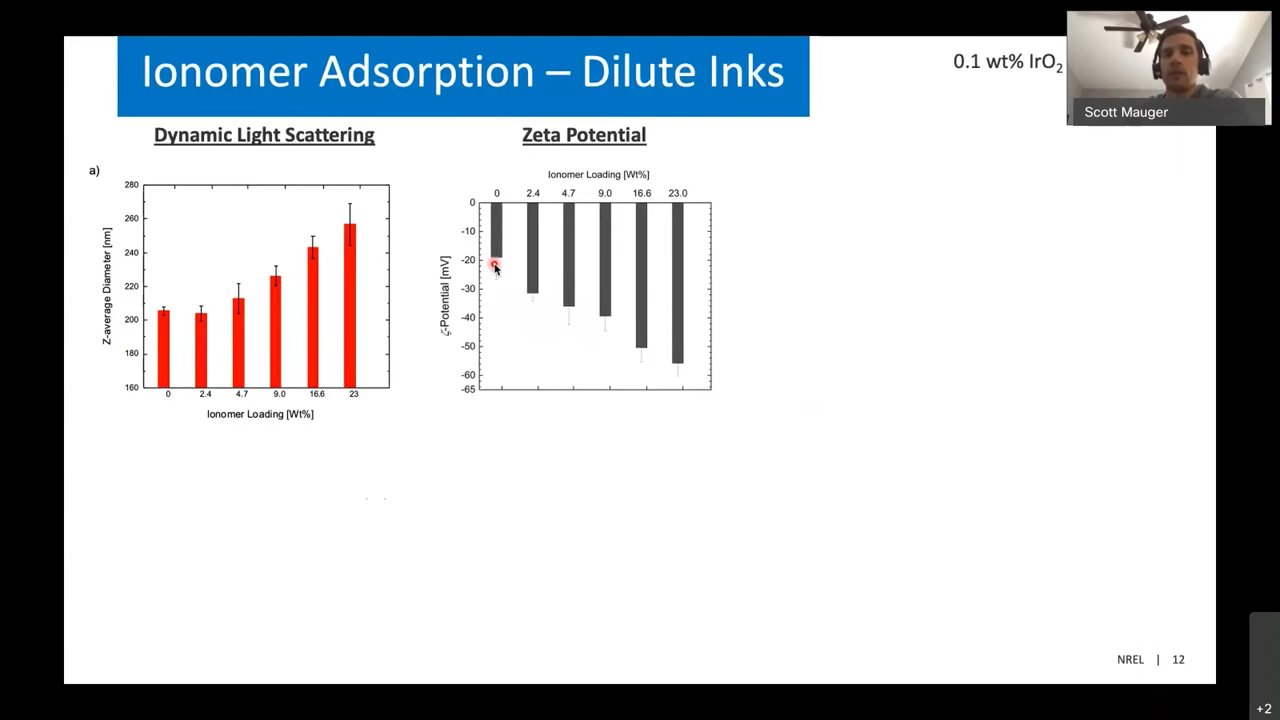 Ionomer Adsorption – Dilute Inks
0.1 wt% IrO₂
Scott Mauger
Dynamic Light Scattering
Zeta Potential
a)
280
260
240
220
200
180
160
Z-average Diameter [nm]
0 2.4 4.7 9.0 16.6 23
Ionomer Loading [Wt%]
Ionomer Loading [Wt%]
0 2.4 4.7 9.0 16.6 23.0
0
-10
-20
-30
-40
-50
-60
-65
ζ-Potential [mV]
NREL | 12
+2